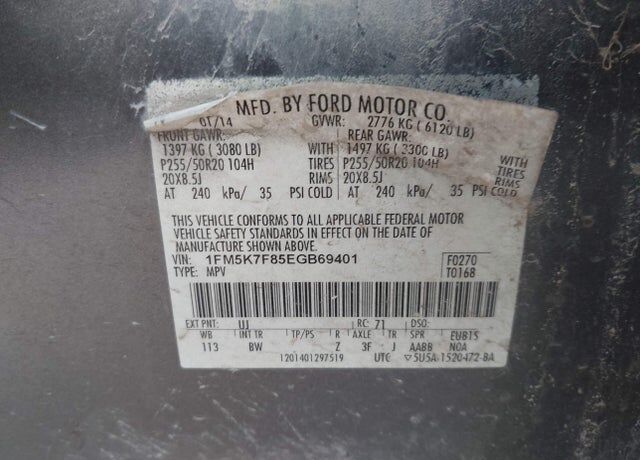 MFD. BY FORD MOTOR CO.
01/14 GVWR: 2776 KG ( 6120 LB)
FRONT GAWR: REAR GAWR:
1397 KG ( 3080 LB) WITH 1497 KG ( 3300 LB) WITH
P255/50R20 104H TIRES P255/50R20 104H TIRES
20X8.5J RIMS 20X8.5J RIMS
AT 240 kPa/ 35 PSI COLD AT 240 kPa/ 35 PSI COLD
THIS VEHICLE CONFORMS TO ALL APPLICABLE FEDERAL MOTOR
VEHICLE SAFETY STANDARDS IN EFFECT ON THE DATE OF
MANUFACTURE SHOWN ABOVE.
VIN: 1FM5K7F85EGB69401 F0270
TYPE: MPV T0168
EXT PNT: UJ RC: 71 DSO:
WB INT TR TP/PS R AXLE TR SPR EUB15
113 BW Z 3F J AABB NOA
1201401297519 UTC ▽5U5A-1520472-BA